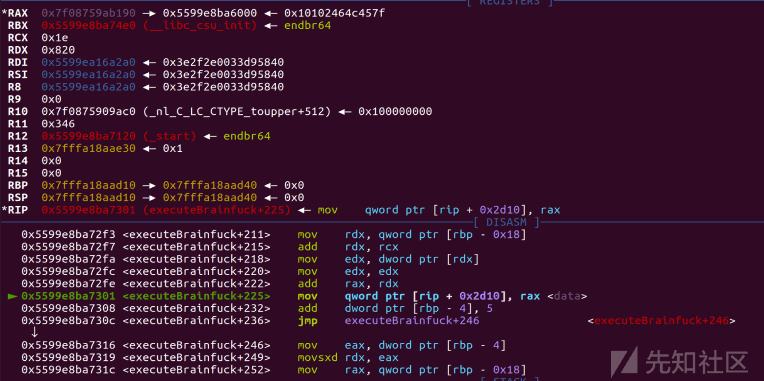 [ REGISTERS ]
*RAX 0x7f08759ab190 → 0x5599e8ba6000 ← 0x10102464c457f
RBX 0x5599e8ba74e0 (__libc_csu_init) ← endbr64
RCX 0x1e
RDX 0x820
RDI 0x5599ea16a2a0 ← 0x3e2f2e0033d95840
RSI 0x5599ea16a2a0 ← 0x3e2f2e0033d95840
R8 0x5599ea16a2a0 ← 0x3e2f2e0033d95840
R9 0x0
R10 0x7f0875909ac0 (_nl_C_LC_CTYPE_toupper+512) ← 0x100000000
R11 0x346
R12 0x5599e8ba7120 (_start) ← endbr64
R13 0x7fffa18aae30 ← 0x1
R14 0x0
R15 0x0
RBP 0x7fffa18aad10 → 0x7fffa18aad40 ← 0x0
RSP 0x7fffa18aad10 → 0x7fffa18aad40 ← 0x0
*RIP 0x5599e8ba7301 (executeBrainfuck+225) ← mov qword ptr [rip + 0x2d10], rax
[ DISASM ]
0x5599e8ba72f3 <executeBrainfuck+211> mov rdx, qword ptr [rbp - 0x18]
0x5599e8ba72f7 <executeBrainfuck+215> add rdx, rcx
0x5599e8ba72fa <executeBrainfuck+218> mov edx, dword ptr [rdx]
0x5599e8ba72fc <executeBrainfuck+220> mov edx, edx
0x5599e8ba72fe <executeBrainfuck+222> add rax, rdx
► 0x5599e8ba7301 <executeBrainfuck+225> mov qword ptr [rip + 0x2d10], rax <data>
0x5599e8ba7308 <executeBrainfuck+232> add dword ptr [rbp - 4], 5
0x5599e8ba730c <executeBrainfuck+236> jmp executeBrainfuck+246 <executeBrainfuck+246>
↓
0x5599e8ba7316 <executeBrainfuck+246> mov eax, dword ptr [rbp - 4]
0x5599e8ba7319 <executeBrainfuck+249> movsxd rdx, eax
0x5599e8ba731c <executeBrainfuck+252> mov rax, qword ptr [rbp - 0x18]
[ STACK ]
先知社区